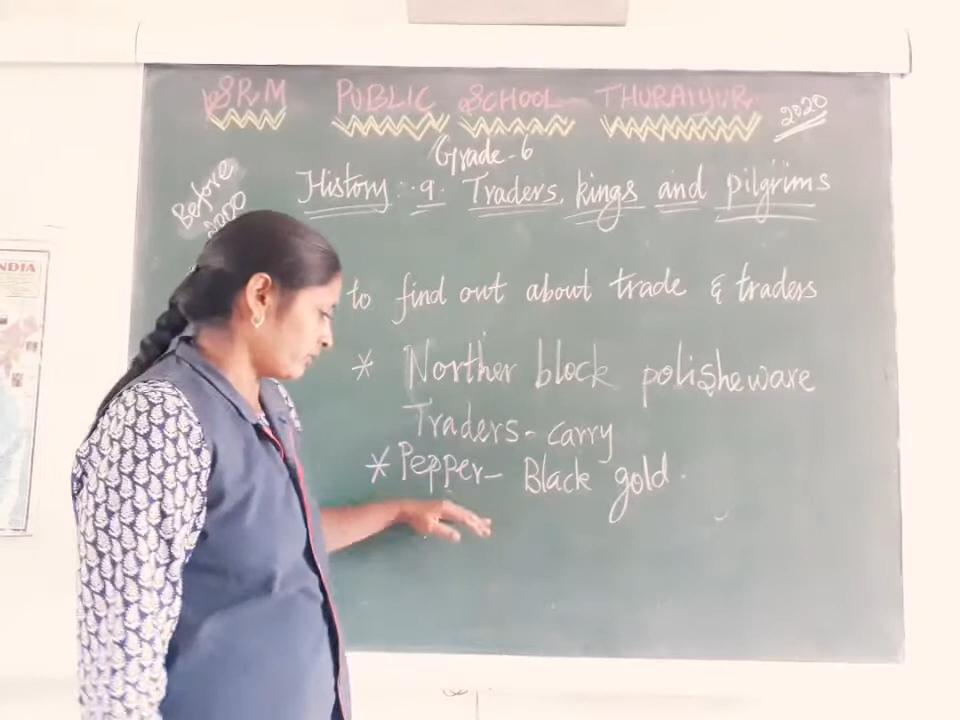 SRM PUBLIC SCHOOL THURAIYUR
2020
Grade-6
Before
2000
History : 9. Traders, kings and pilgrims
to find out about trade & traders
* Norther block polisheware
Traders - carry
* Pepper - Black gold.
INDIA